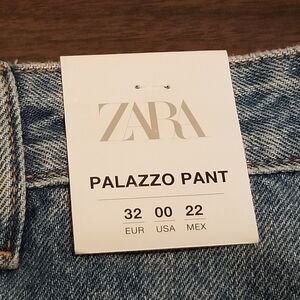 ZARA
PALAZZO PANT
32 00 22
EUR USA MEX